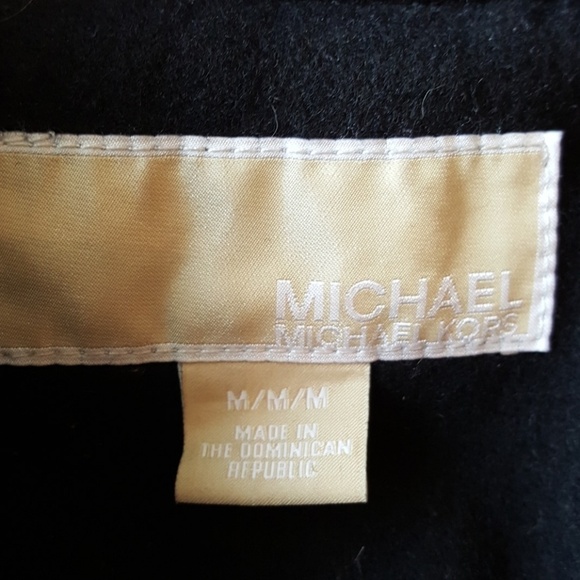 MICHAEL
MICHAEL KORS
M/M/M
MADE IN
THE DOMINICAN
REPUBLIC